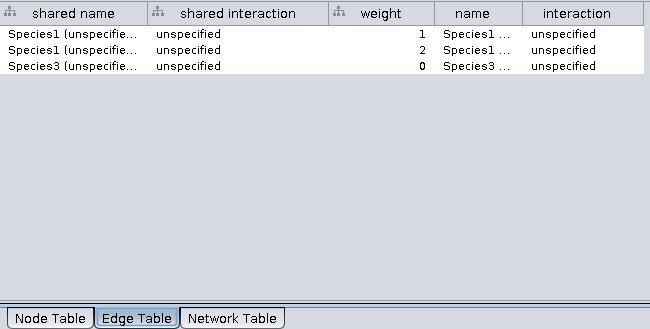 shared name shared interaction weight name interaction
Species1 (unspecifie... unspecified 1 Species1 ... unspecified
Species1 (unspecifie... unspecified 2 Species1 ... unspecified
Species3 (unspecifie... unspecified 0 Species3 ... unspecified
Node Table Edge Table Network Table